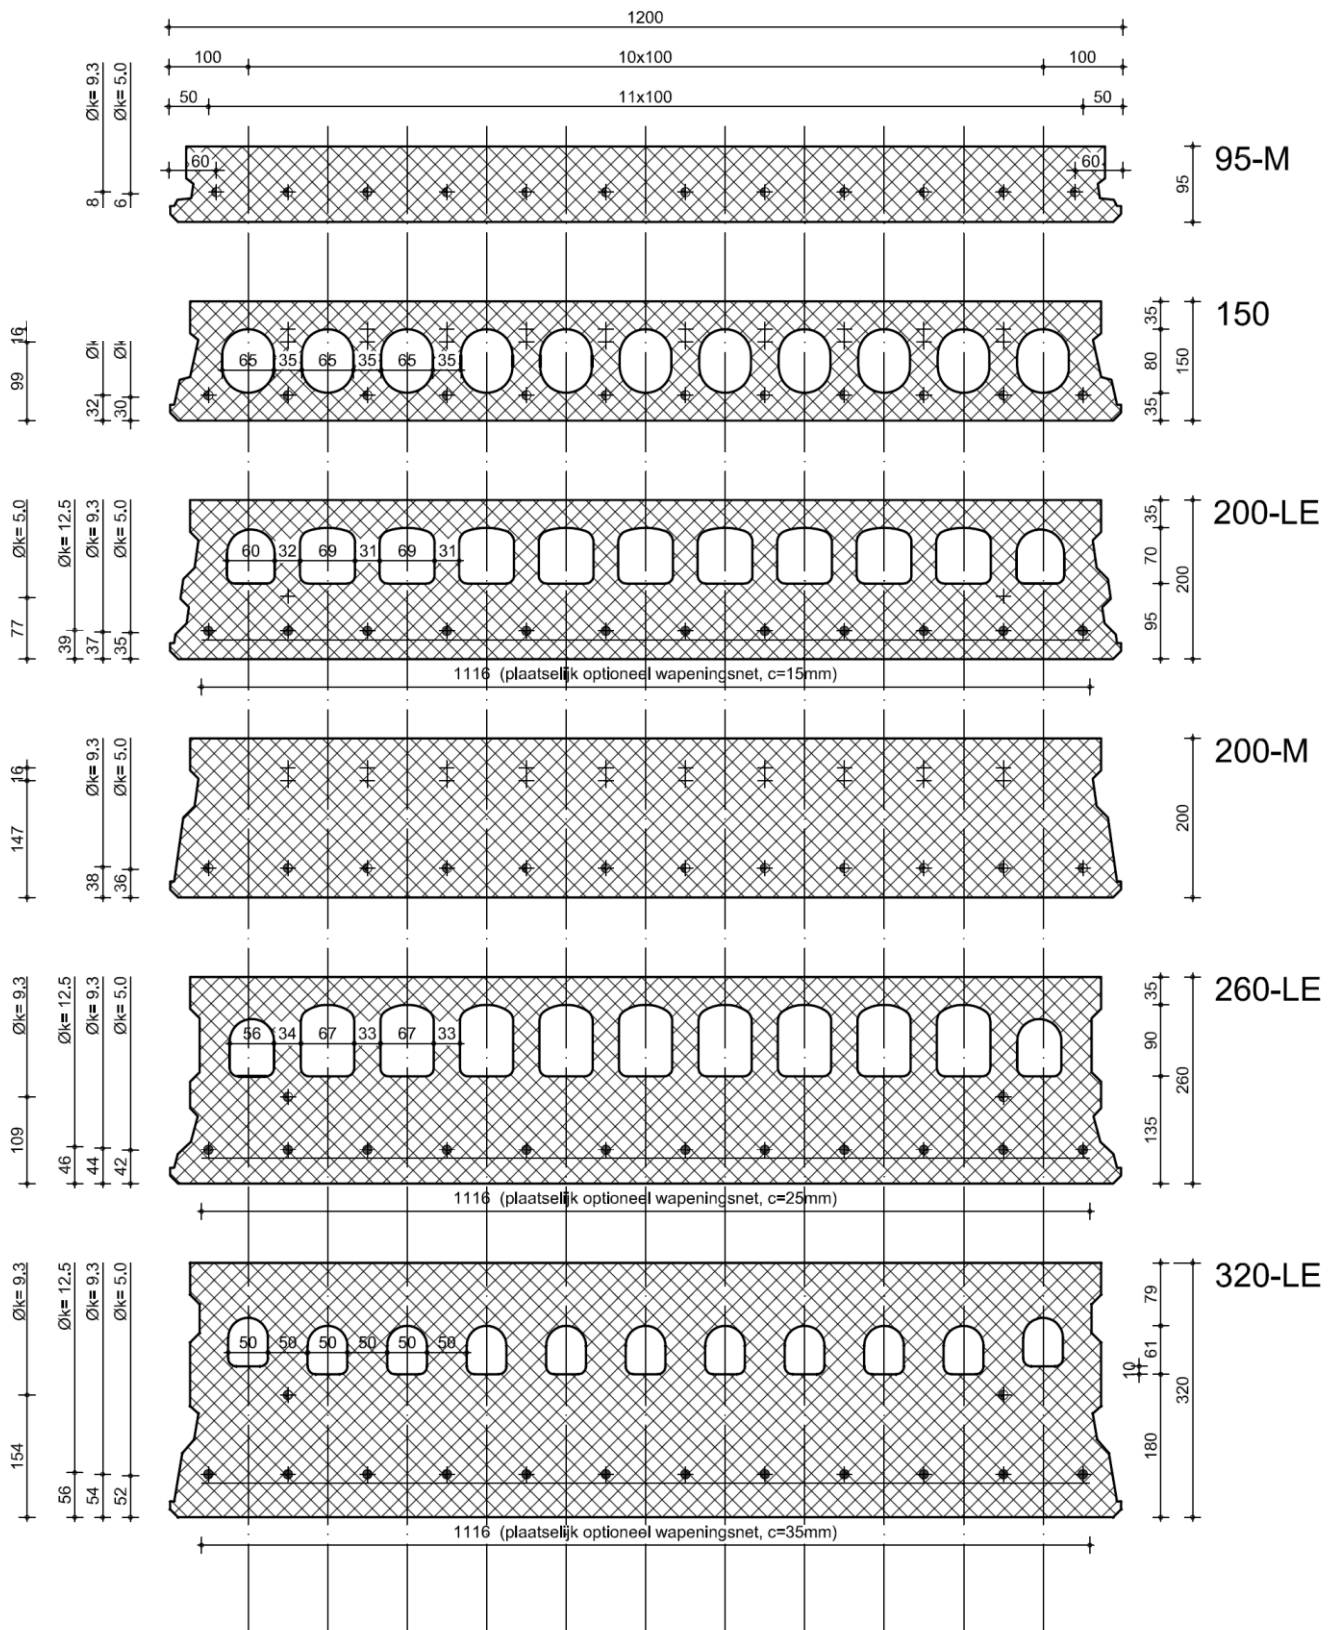 1200
100 10x100 100
50 11x100 50
Øk= 9.3 Øk= 5.0
60 60 95 95-M
8 6
16 99 Øk Øk 32 30
65 35 65 35 65 35
35 80 35 150 150
Øk= 5.0 Øk= 12.5 Øk= 9.3 Øk= 5.0
77 39 37 35
60 32 69 31 69 31
35 70 95 200 200-LE
1116 (plaatselijk optioneel wapeningsnet, c=15mm)
16 147 Øk= 9.3 Øk= 5.0 38 36
200 200-M
Øk= 9.3 Øk= 12.5 Øk= 9.3 Øk= 5.0
109 46 44 42
56 34 67 33 67 33
35 90 135 260 260-LE
1116 (plaatselijk optioneel wapeningsnet, c=25mm)
Øk= 9.3 Øk= 12.5 Øk= 9.3 Øk= 5.0
154 56 54 52
50 50 50 50 50 50
79 61 10 180 320 320-LE
1116 (plaatselijk optioneel wapeningsnet, c=35mm)